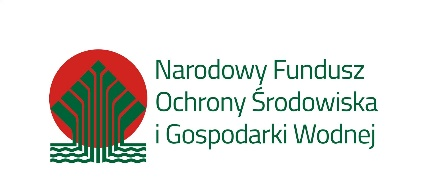 Narodowy Fundusz
Ochrony Środowiska
i Gospodarki Wodnej